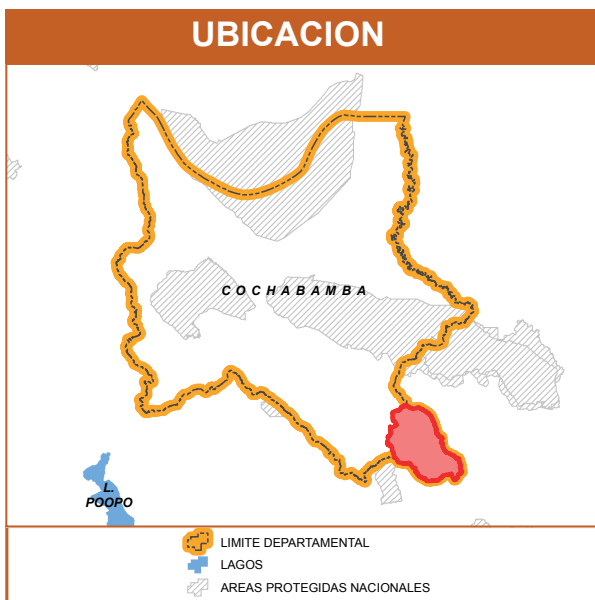 UBICACION
COCHABAMBA
L.
POOPO
LIMITE DEPARTAMENTAL
LAGOS
AREAS PROTEGIDAS NACIONALES